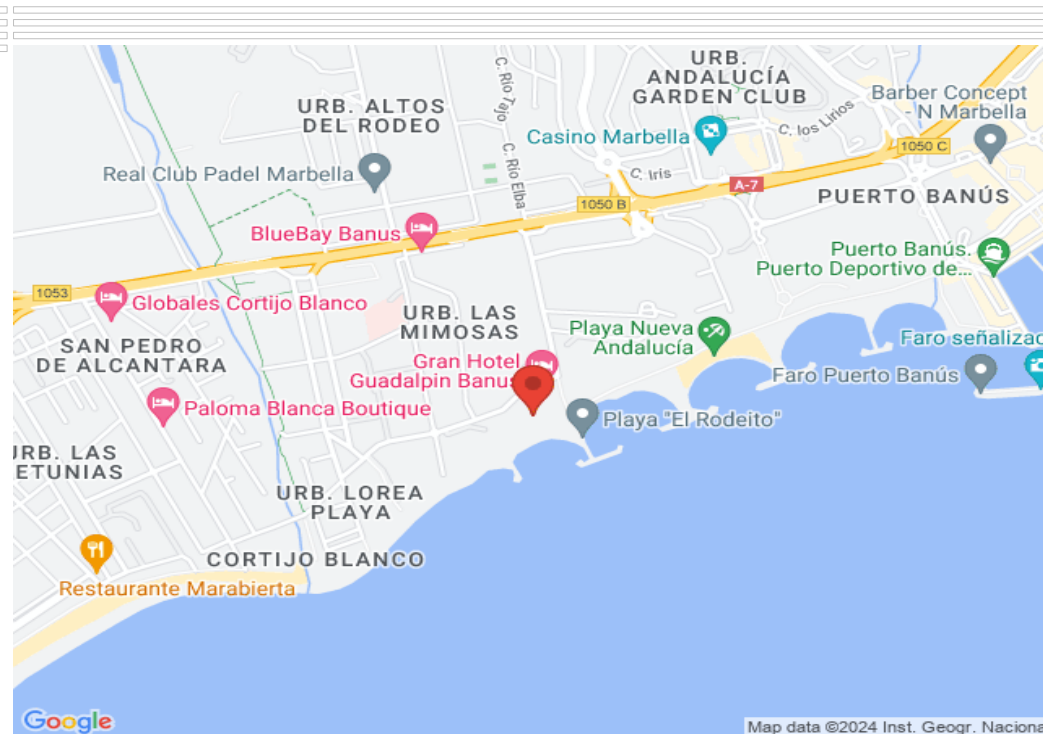 URB.
ANDALUCÍA
GARDEN CLUB
Barber Concept
- N Marbella
C. Río Tajo
URB. ALTOS
DEL RODEO
Casino Marbella
C. los Lirios
1050 C
C. Río Elba
Real Club Padel Marbella
C. Iris
A-7
PUERTO BANÚS
1050 B
BlueBay Banus
Puerto Banús.
Puerto Deportivo de...
1053
Globales Cortijo Blanco
URB. LAS
MIMOSAS
Playa Nueva
Andalucía
Faro señalizac
SAN PEDRO
DE ALCANTARA
Gran Hotel
Guadalpin Banus
Faro Puerto Banús
Paloma Blanca Boutique
Playa "El Rodeito"
URB. LAS
ETUNIAS
URB. LOREA
PLAYA
CORTIJO BLANCO
Restaurante Marabierta
Google
Map data ©2024 Inst. Geogr. Naciona